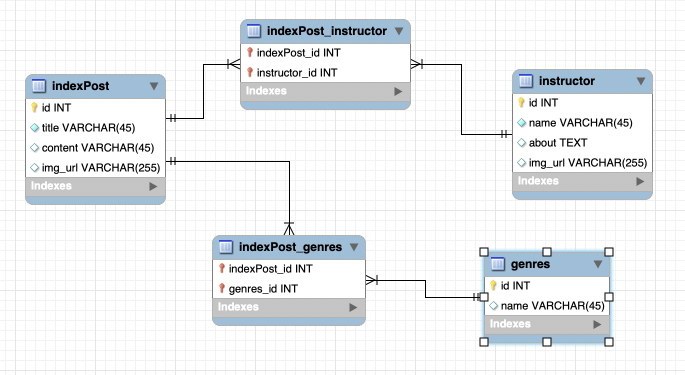 indexPost_instructor
indexPost_id INT
instructor_id INT
Indexes
indexPost
id INT
title VARCHAR(45)
content VARCHAR(45)
img_url VARCHAR(255)
Indexes
instructor
id INT
name VARCHAR(45)
about TEXT
img_url VARCHAR(255)
Indexes
indexPost_genres
indexPost_id INT
genres_id INT
Indexes
genres
id INT
name VARCHAR(45)
Indexes